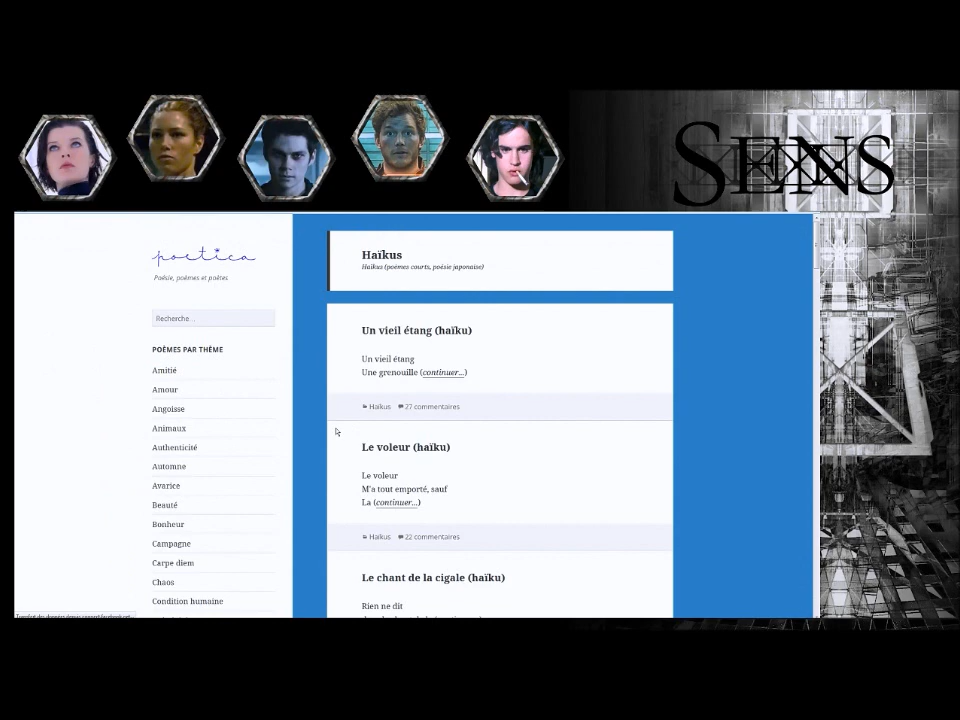 SENS
poetica
Poésie, poèmes et poètes
Recherche...
POÈMES PAR THÈME
Amitié
Amour
Angoisse
Animaux
Authenticité
Automne
Avarice
Beauté
Bonheur
Campagne
Carpe diem
Chaos
Condition humaine
Haïkus
Haïkus (poèmes courts, poésie japonaise)
Un vieil étang (haïku)
Un vieil étang
Une grenouille (continuer...)
Haïkus 27 commentaires
Le voleur (haïku)
Le voleur
M'a tout emporté, sauf
La (continuer...)
Haïkus 22 commentaires
Le chant de la cigale (haïku)
Rien ne dit